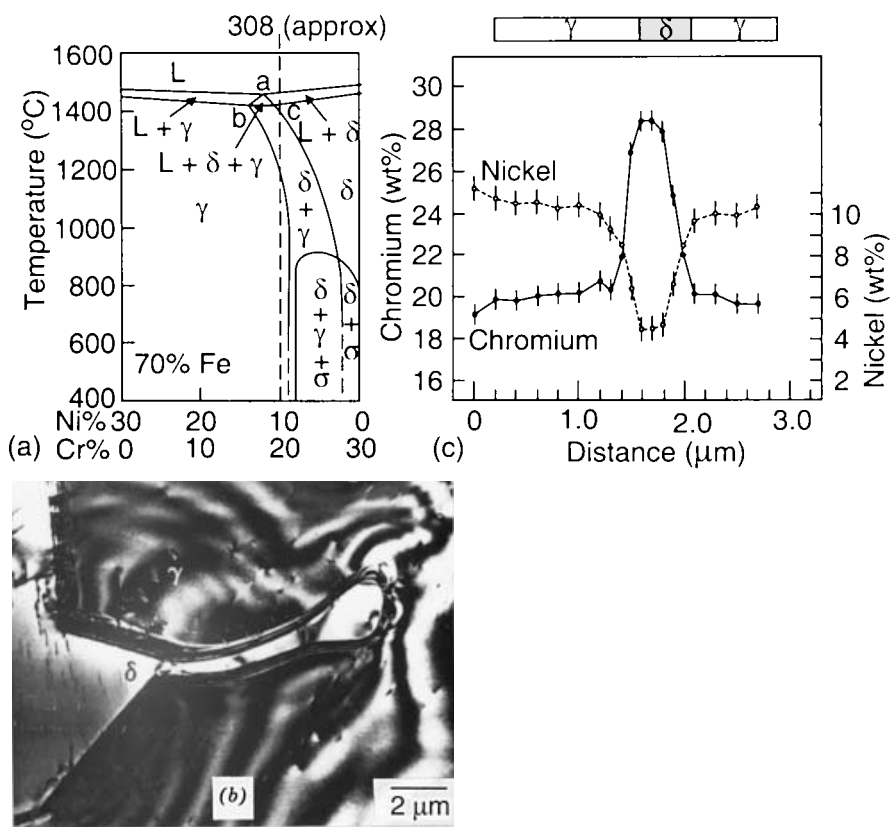 308 (approx)
1600
1400
1200
1000
800
600
400
Temperature (°C)
L
a
b
c
L + γ
L + δ
L + δ + γ
γ
δ
+
γ
δ
δ
+
γ
+
σ
δ
+
σ
70% Fe
Ni% 30 20 10 0
Cr% 0 10 20 30
(a)
γ δ γ
30
28
26
24
22
20
18
16
15
Chromium (wt%)
Nickel
Chromium
10
8
6
4
2
Nickel (wt%)
0 1.0 2.0 3.0
Distance (μm)
(c)
γ
δ
(b)
2 μm